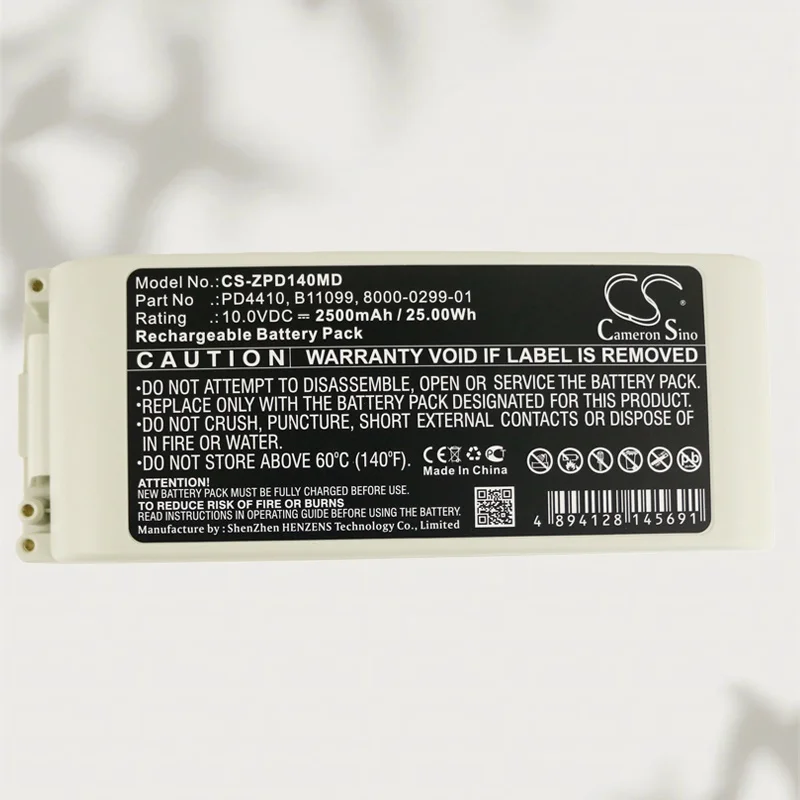 Model No.:CS-ZPD140MD
Part No   .:PD4410, B11099, 8000-0299-01
Rating   .:10.0VDC ⎓ 2500mAh / 25.00Wh
Rechargeable Battery Pack
CS
Cameron Sino
CAUTION WARRANTY VOID IF LABEL IS REMOVED
•DO NOT ATTEMPT TO DISASSEMBLE, OPEN OR SERVICE THE BATTERY PACK.
•REPLACE ONLY WITH THE BATTERY PACK DESIGNATED FOR THIS PRODUCT.
•DO NOT CRUSH, PUNCTURE, SHORT EXTERNAL CONTACTS OR DISPOSE OF
IN FIRE OR WATER.
•DO NOT STORE ABOVE 60°C (140°F).
CE
Made In China
ATTENTION!
NEW BATTERY PACK MUST BE FULLY CHARGED BEFORE USED.
TO REDUCE RISK OF FIRE OR BURNS
READ INSTRUCTIONS IN OPERATING GUIDE BEFORE USING THE BATTERY.
Manufacture by : ShenZhen HENZENS Technology Co., Limited
4 894128 145691